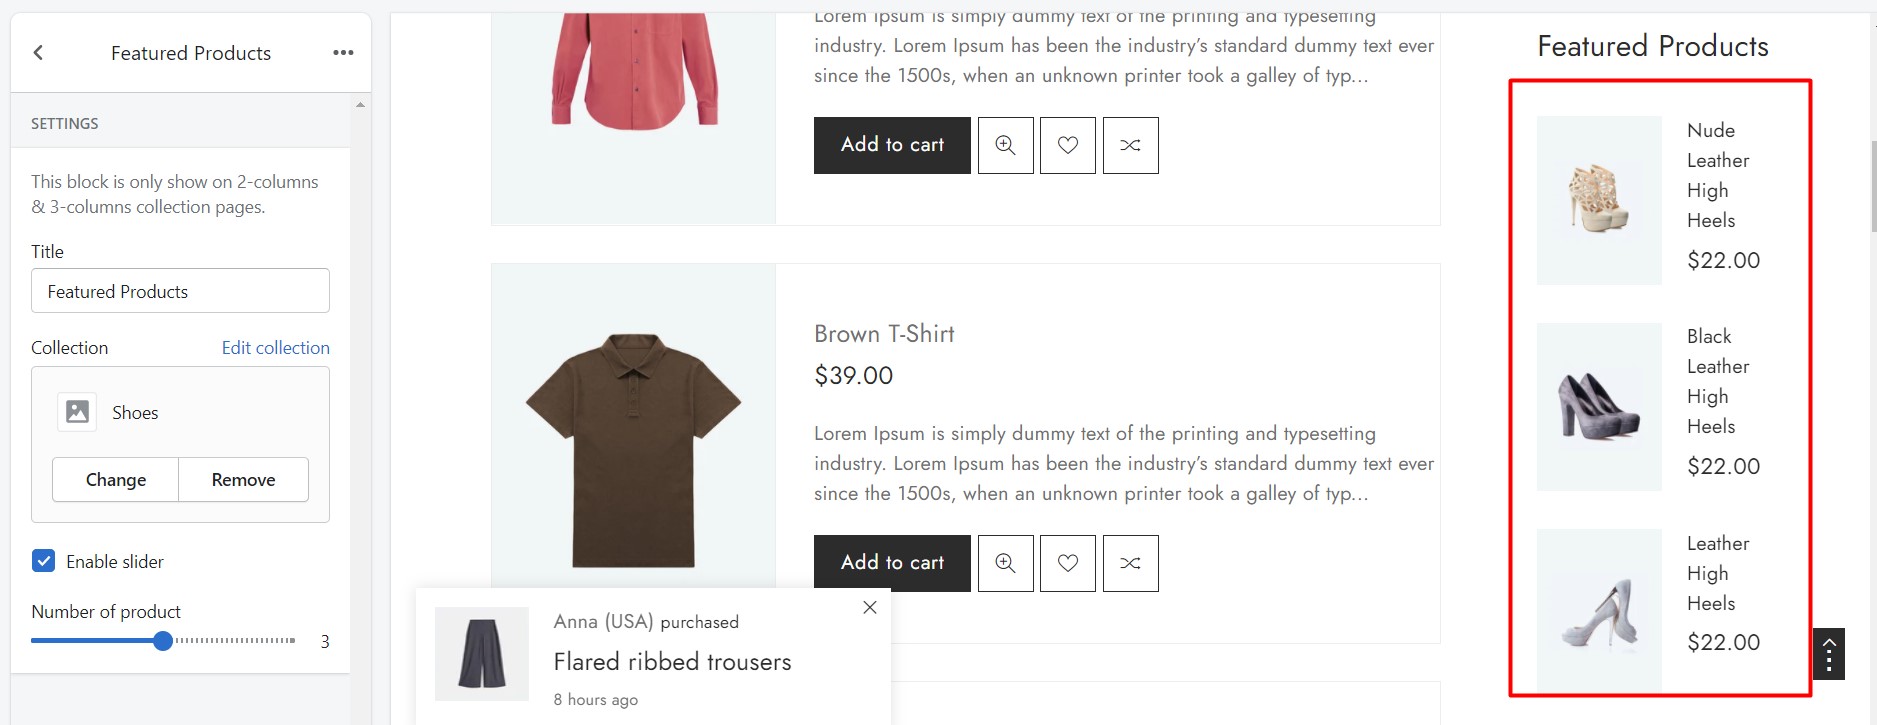 Featured Products
SETTINGS
This block is only show on 2-columns
& 3-columns collection pages.
Title
Featured Products
Collection
Edit collection
Shoes
Change
Remove
Enable slider
Number of product
3
Lorem Ipsum is simply dummy text of the printing and typesetting
industry. Lorem Ipsum has been the industry's standard dummy text ever
since the 1500s, when an unknown printer took a galley of typ...
Add to cart
Brown T-Shirt
$39.00
Lorem Ipsum is simply dummy text of the printing and typesetting
industry. Lorem Ipsum has been the industry's standard dummy text ever
since the 1500s, when an unknown printer took a galley of typ...
Add to cart
Anna (USA) purchased
Flared ribbed trousers
8 hours ago
Featured Products
Nude
Leather
High
Heels
$22.00
Black
Leather
High
Heels
$22.00
Leather
High
Heels
$22.00